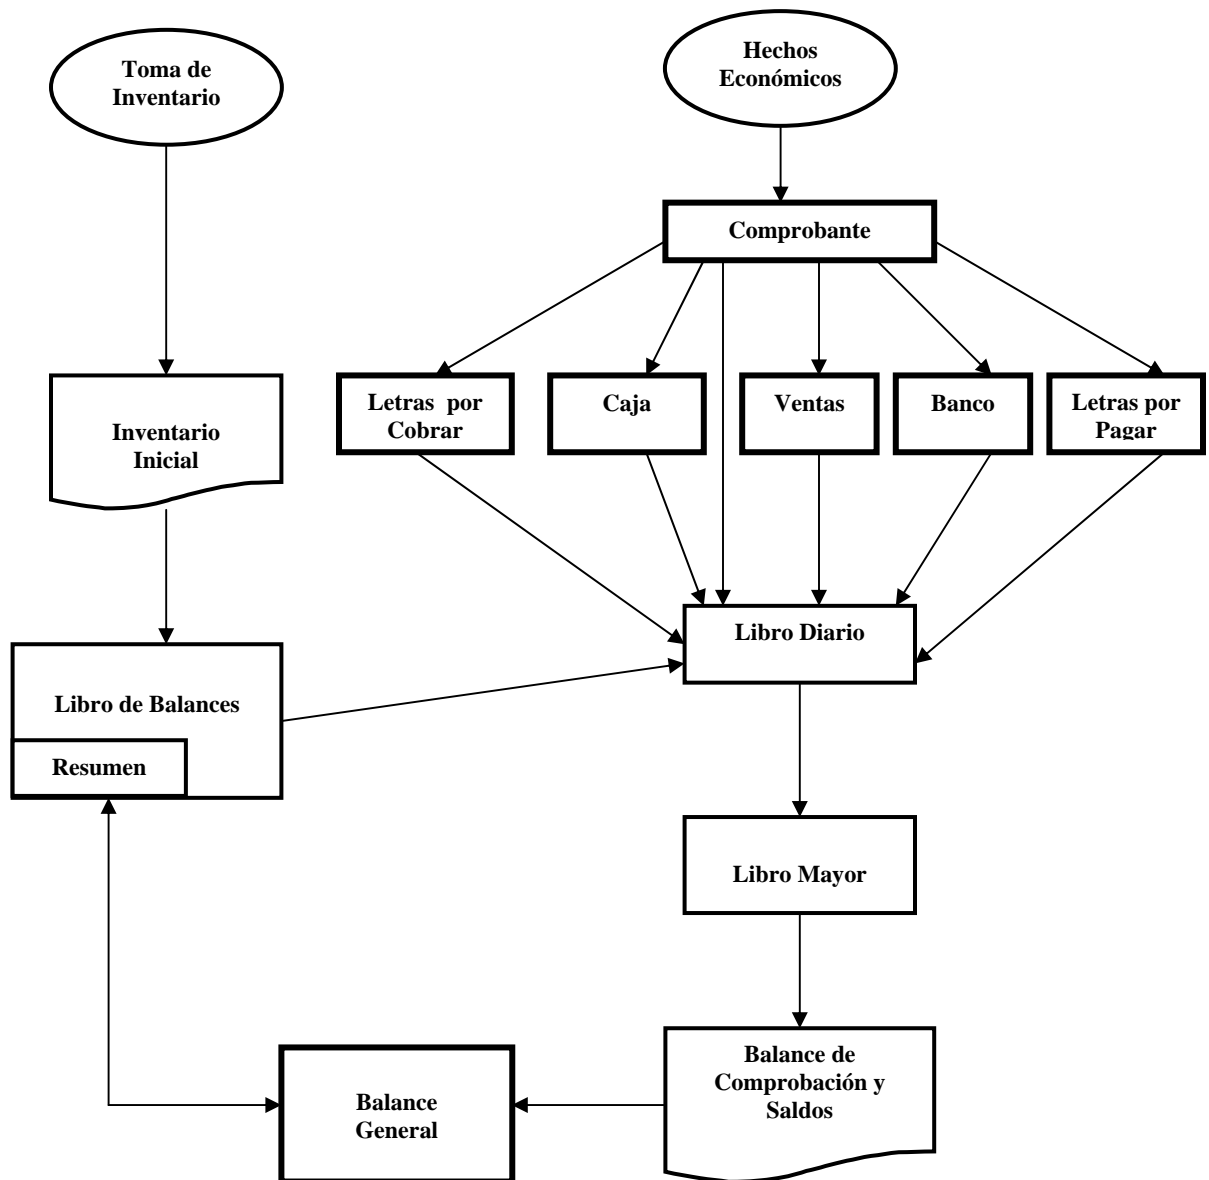 Toma de
Inventario
Hechos
Económicos
Comprobante
Letras por
Cobrar
Caja
Ventas
Banco
Letras por
Pagar
Inventario
Inicial
Libro Diario
Libro de Balances
Resumen
Libro Mayor
Balance de
Comprobación y
Saldos
Balance
General